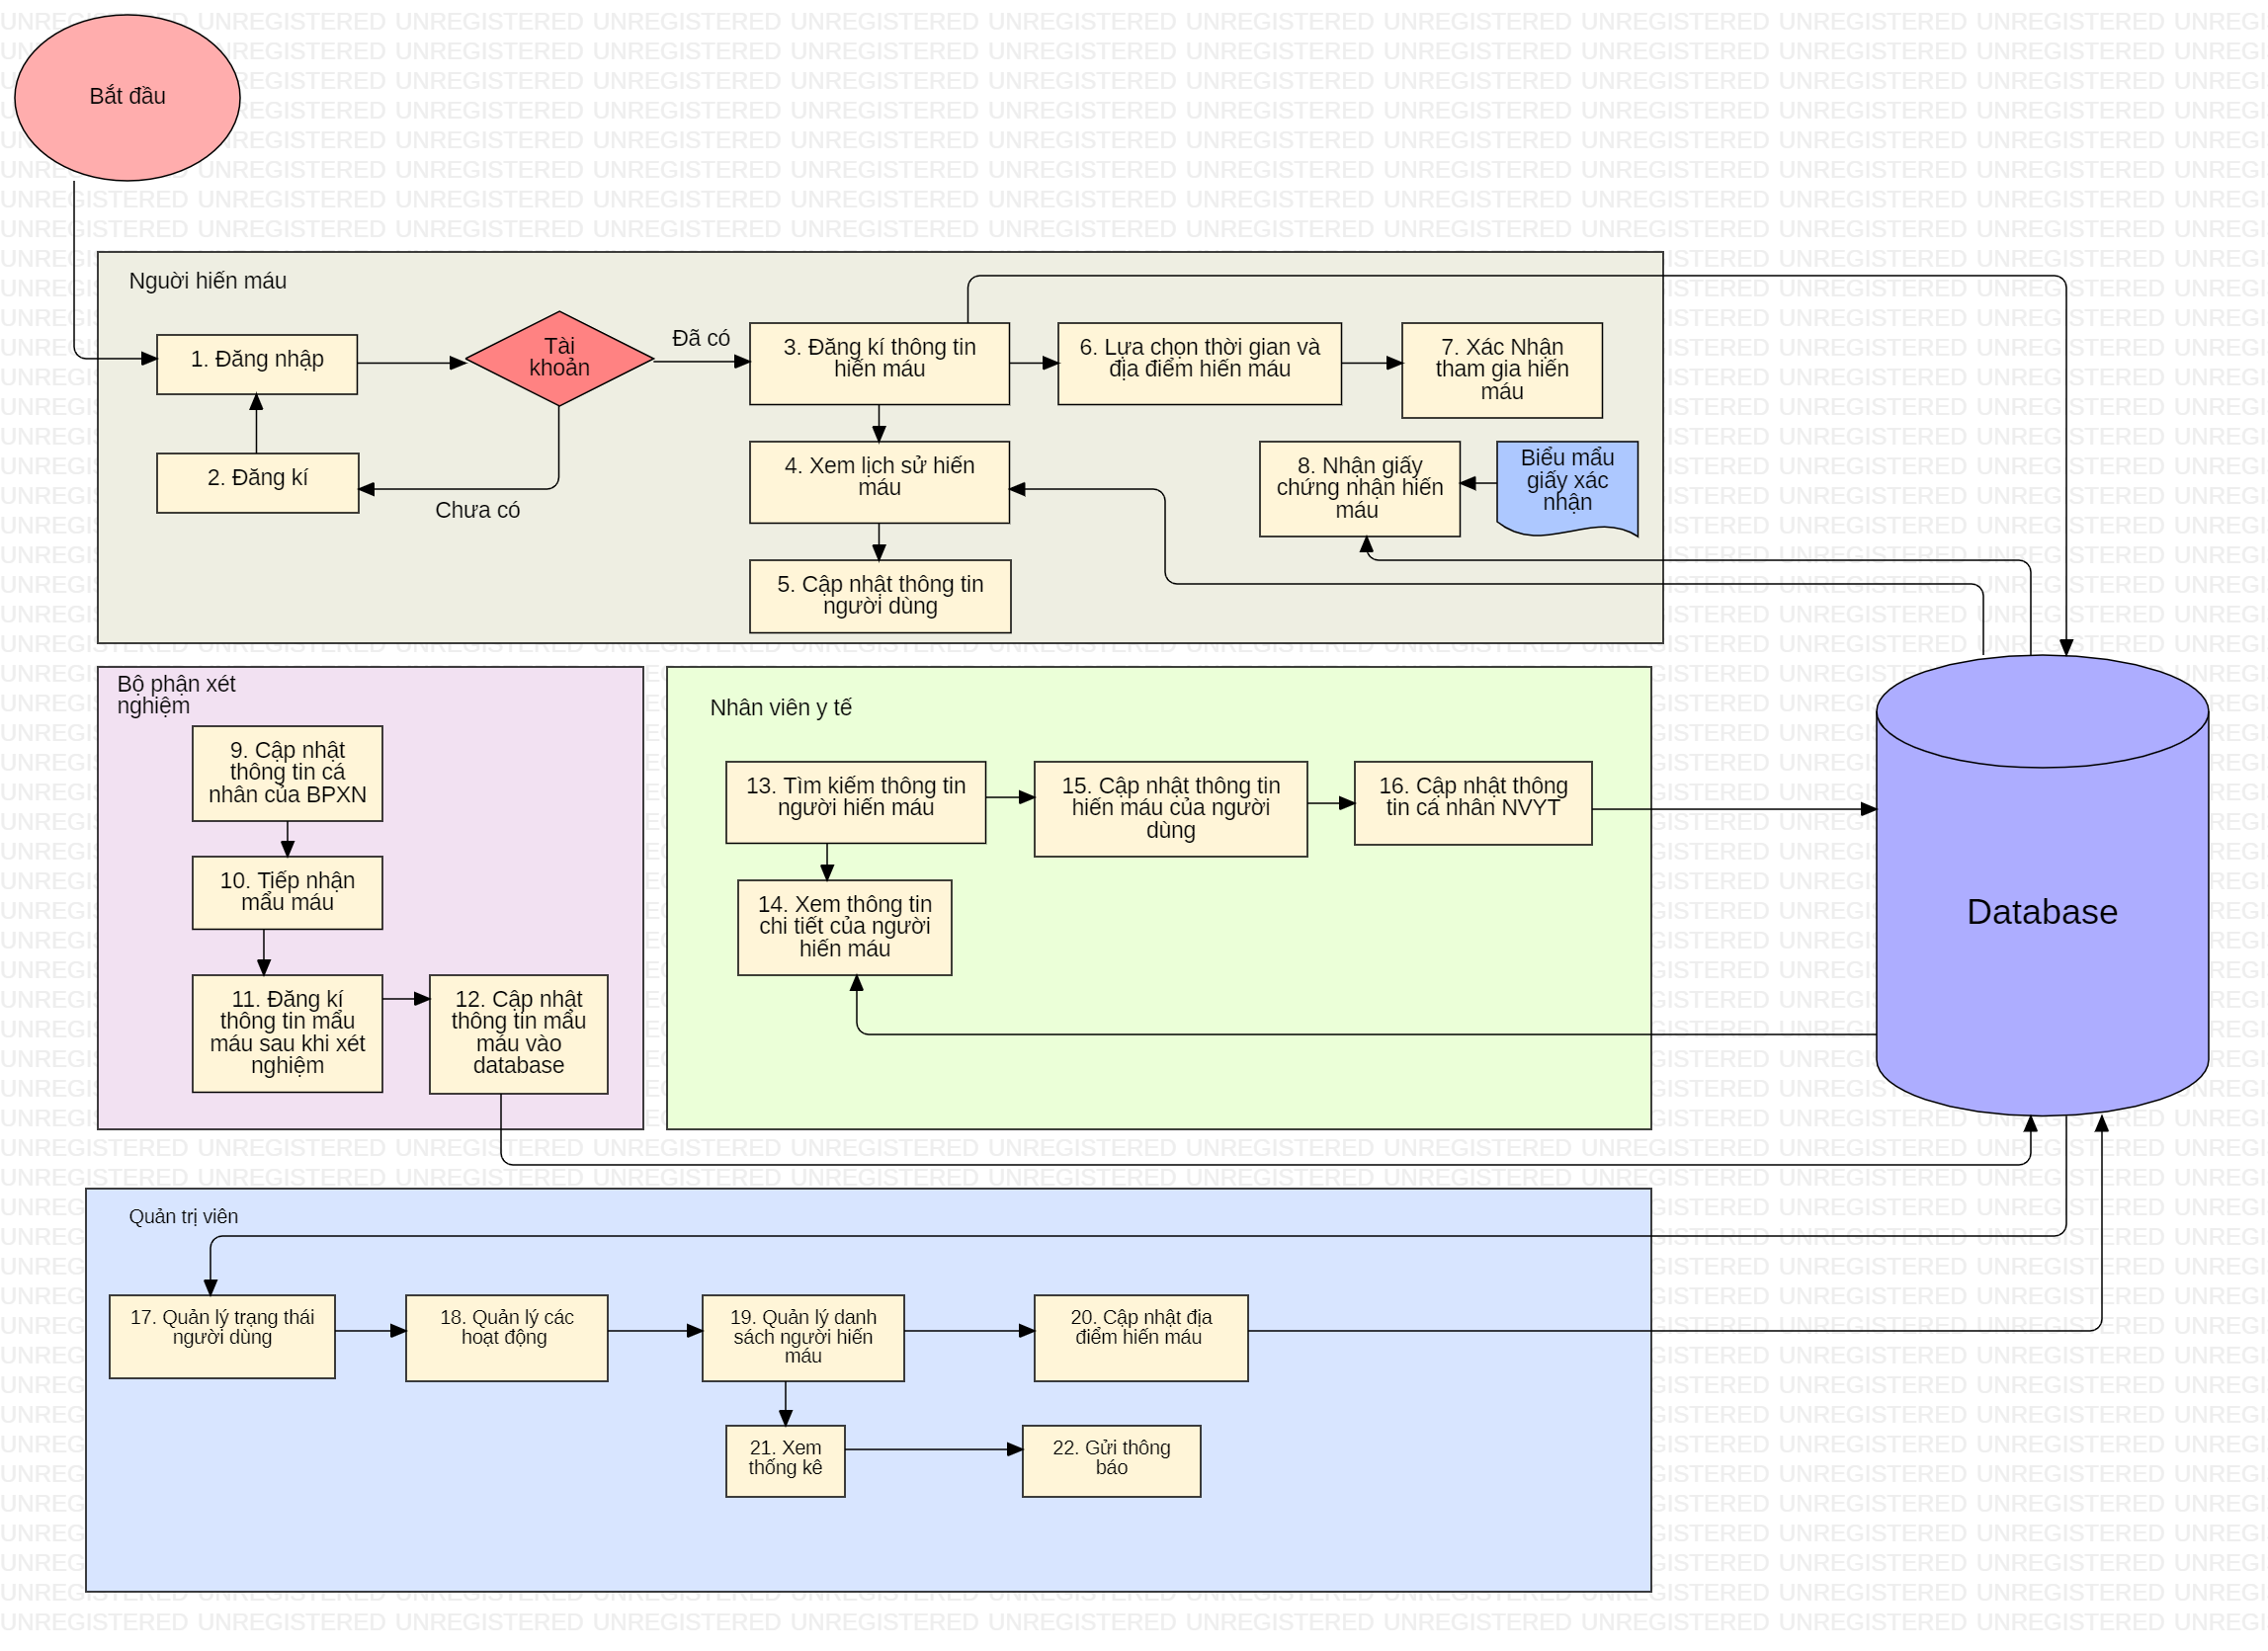 Bắt đầu
Nguời hiến máu
1. Đăng nhập
Tài
khoản
Đã có
3. Đăng kí thông tin
hiến máu
6. Lựa chọn thời gian và
địa điểm hiến máu
7. Xác Nhận
tham gia hiến
máu
2. Đăng kí
Chưa có
4. Xem lịch sử hiến
máu
8. Nhận giấy
chứng nhận hiến
máu
Biểu mẩu
giấy xác
nhận
5. Cập nhật thông tin
người dùng
Bộ phận xét
nghiệm
9. Cập nhật
thông tin cá
nhân của BPXN
10. Tiếp nhận
mẩu máu
11. Đăng kí
thông tin mẩu
máu sau khi xét
nghiệm
12. Cập nhật
thông tin mẩu
máu vào
database
Nhân viên y tế
13. Tìm kiếm thông tin
người hiến máu
15. Cập nhật thông tin
hiến máu của người
dùng
16. Cập nhật thông
tin cá nhân NVYT
14. Xem thông tin
chi tiết của người
hiến máu
Database
Quản trị viên
17. Quản lý trạng thái
người dùng
18. Quản lý các
hoạt động
19. Quản lý danh
sách người hiến
máu
20. Cập nhật địa
điểm hiến máu
21. Xem
thống kê
22. Gửi thông
báo
UNREGISTERED